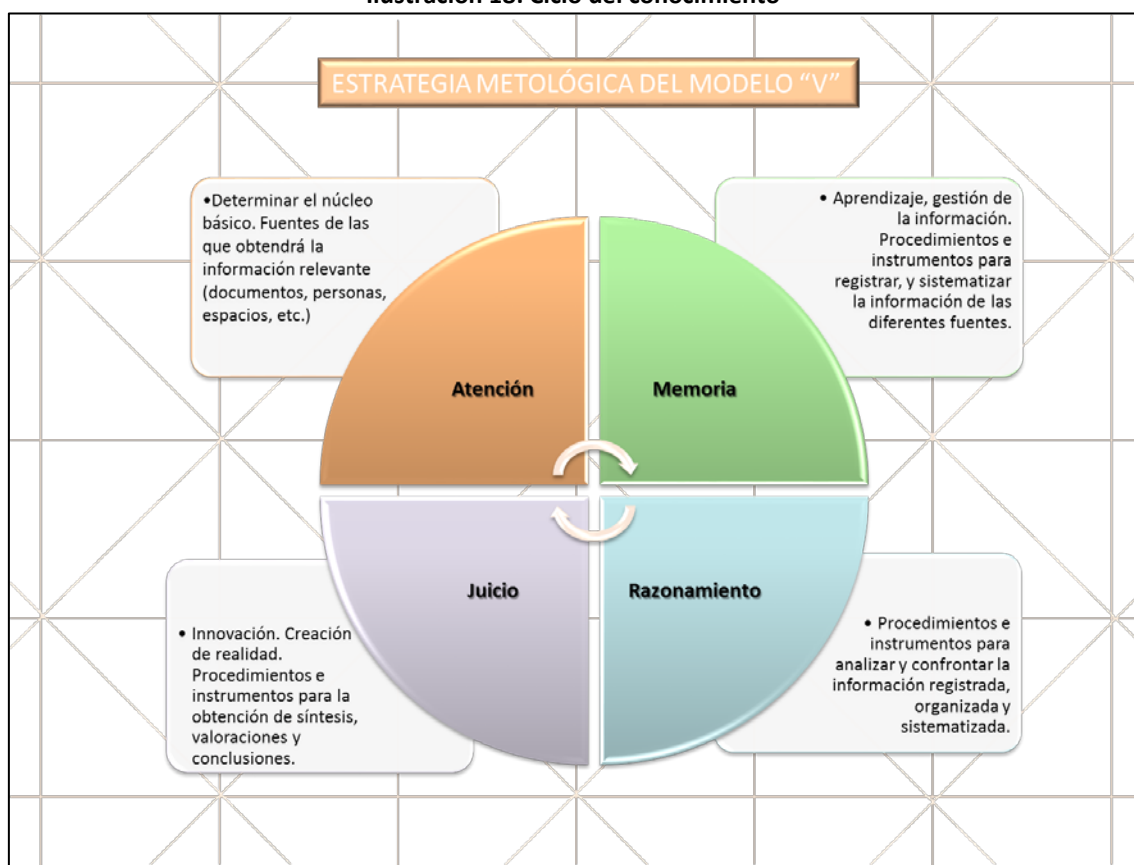 Ilustración 18. Ciclo del conocimiento
ESTRATEGIA METOLÓGICA DEL MODELO “V”
•Determinar el núcleo
básico. Fuentes de las
que obtendrá la
información relevante
(documentos, personas,
espacios, etc.)
• Aprendizaje, gestión de
la información.
Procedimientos e
instrumentos para
registrar, y sistematizar
la información de las
diferentes fuentes.
Atención
Memoria
Juicio
Razonamiento
• Innovación. Creación
de realidad.
Procedimientos e
instrumentos para la
obtención de síntesis,
valoraciones y
conclusiones.
• Procedimientos e
instrumentos para
analizar y confrontar la
información registrada,
organizada y
sistematizada.